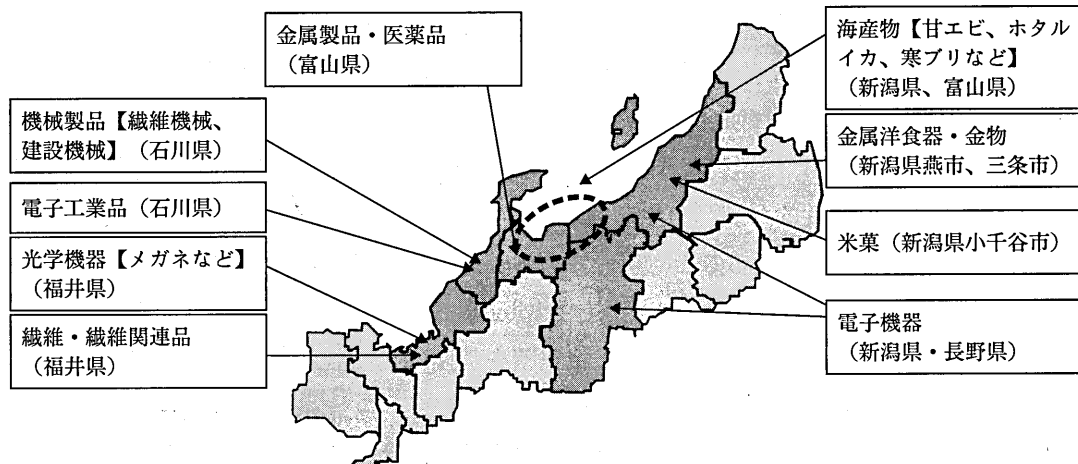 金属製品・医薬品
（富山県）
機械製品【繊維機械、
建設機械】（石川県）
電子工業品（石川県）
光学機器【メガネなど】
（福井県）
繊維・繊維関連品
（福井県）
海産物【甘エビ、ホタル
イカ、寒ブリなど】
（新潟県、富山県）
金属洋食器・金物
（新潟県燕市、三条市）
米菓（新潟県小千谷市）
電子機器
（新潟県・長野県）